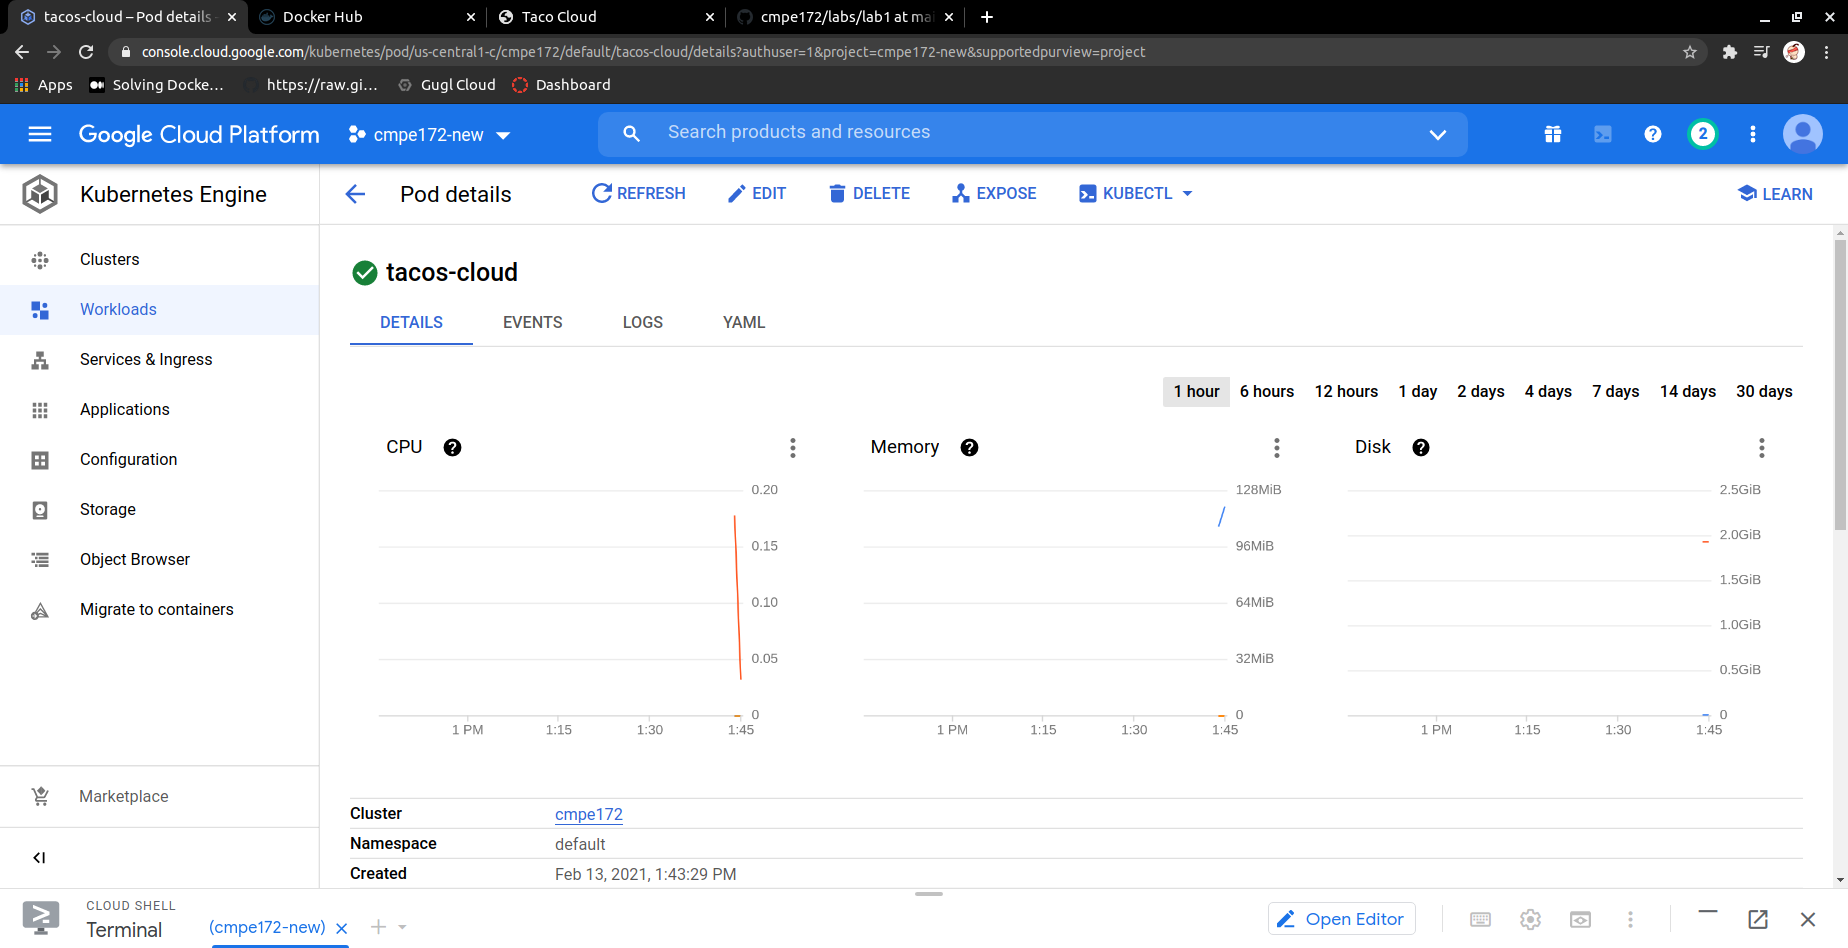 tacos-cloud – Pod details -
Docker Hub
Taco Cloud
cmpe172/labs/lab1 at mai
console.cloud.google.com/kubernetes/pod/us-central1-c/cmpe172/default/tacos-cloud/details?authuser=1&project=cmpe172-new&supportedpurview=project
Apps
Solving Docke...
https://raw.gi...
Gugl Cloud
Dashboard
Google Cloud Platform
cmpe172-new
Search products and resources
2
Kubernetes Engine
Pod details
REFRESH
EDIT
DELETE
EXPOSE
KUBECTL
LEARN
Clusters
Workloads
Services & Ingress
Applications
Configuration
Storage
Object Browser
Migrate to containers
Marketplace
tacos-cloud
DETAILS
EVENTS
LOGS
YAML
1 hour
6 hours
12 hours
1 day
2 days
4 days
7 days
14 days
30 days
CPU
0.20
0.15
0.10
0.05
0
1 PM
1:15
1:30
1:45
Memory
128MiB
96MiB
64MiB
32MiB
0
1 PM
1:15
1:30
1:45
Disk
2.5GiB
2.0GiB
1.5GiB
1.0GiB
0.5GiB
0
1 PM
1:15
1:30
1:45
Cluster cmpe172
Namespace default
Created Feb 13, 2021, 1:43:29 PM
CLOUD SHELL
Terminal
(cmpe172-new)
Open Editor